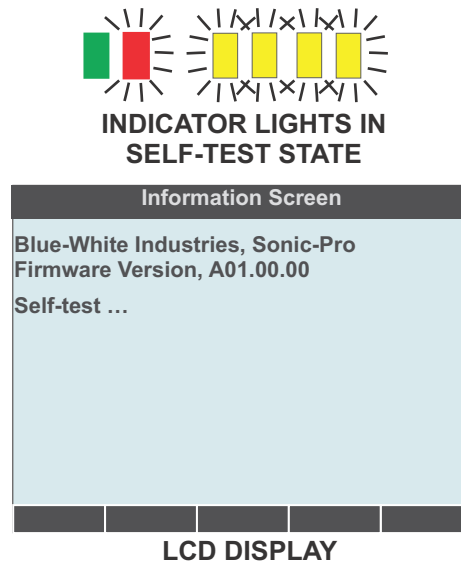 INDICATOR LIGHTS IN
SELF-TEST STATE
Information Screen
Blue-White Industries, Sonic-Pro
Firmware Version, A01.00.00
Self-test …
LCD DISPLAY